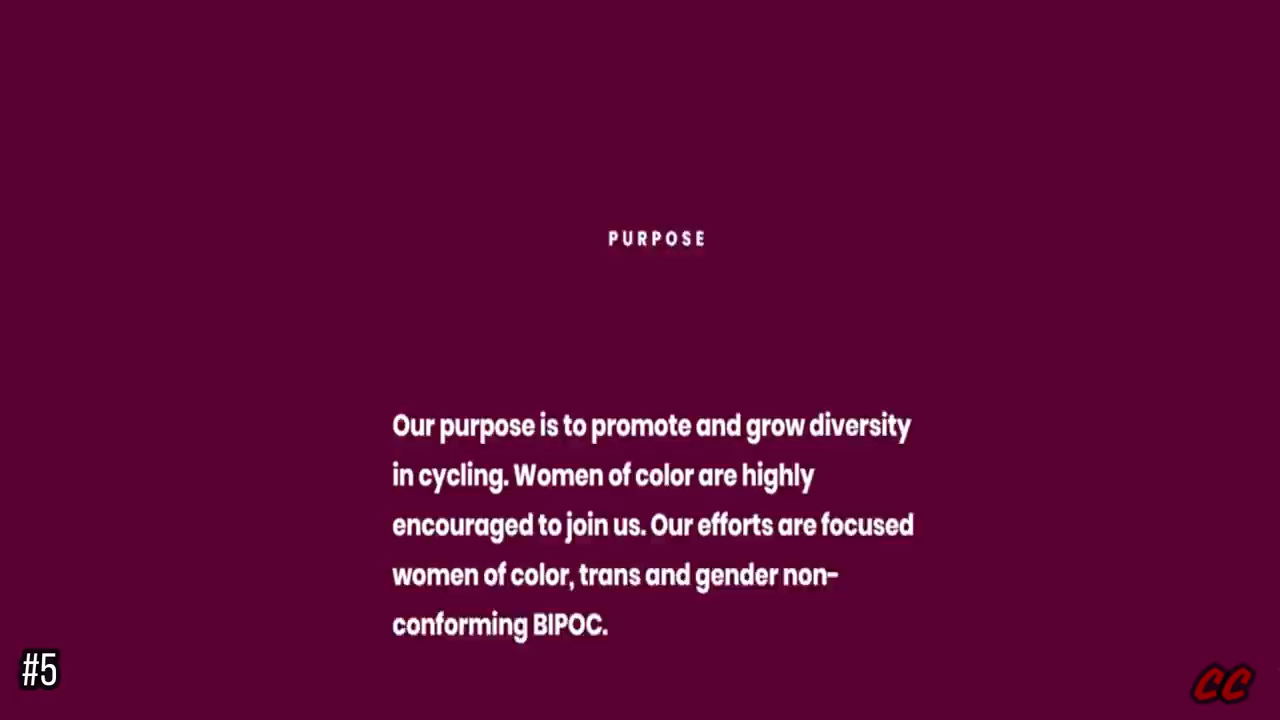 PURPOSE
Our purpose is to promote and grow diversity
in cycling. Women of color are highly
encouraged to join us. Our efforts are focused
women of color, trans and gender non-
conforming BIPOC.
#5
CC